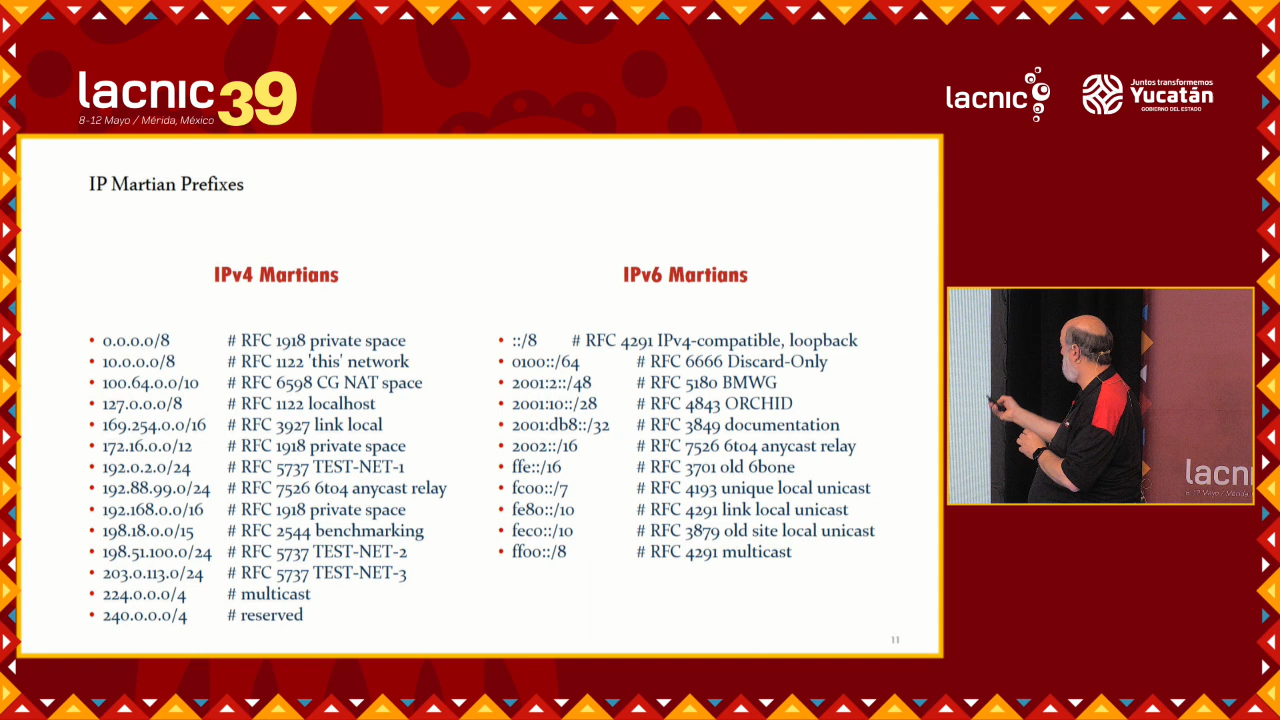 lacnic 39
8-12 Mayo / Mérida, México
lacnic
Juntos transformemos
Yucatán
GOBIERNO DEL ESTADO
IP Martian Prefixes
IPv4 Martians
• 0.0.0.0/8 # RFC 1918 private space
• 10.0.0.0/8 # RFC 1122 'this' network
• 100.64.0.0/10 # RFC 6598 CG NAT space
• 127.0.0.0/8 # RFC 1122 localhost
• 169.254.0.0/16 # RFC 3927 link local
• 172.16.0.0/12 # RFC 1918 private space
• 192.0.2.0/24 # RFC 5737 TEST-NET-1
• 192.88.99.0/24 # RFC 7526 6to4 anycast relay
• 192.168.0.0/16 # RFC 1918 private space
• 198.18.0.0/15 # RFC 2544 benchmarking
• 198.51.100.0/24 # RFC 5737 TEST-NET-2
• 203.0.113.0/24 # RFC 5737 TEST-NET-3
• 224.0.0.0/4 # multicast
• 240.0.0.0/4 # reserved
IPv6 Martians
• ::/8 # RFC 4291 IPv4-compatible, loopback
• 0100::/64 # RFC 6666 Discard-Only
• 2001:2::/48 # RFC 5180 BMWG
• 2001:10::/28 # RFC 4843 ORCHID
• 2001:db8::/32 # RFC 3849 documentation
• 2002::/16 # RFC 7526 6to4 anycast relay
• ffe::/16 # RFC 3701 old 6bone
• fc00::/7 # RFC 4193 unique local unicast
• fe80::/10 # RFC 4291 link local unicast
• fec0::/10 # RFC 3879 old site local unicast
• ff00::/8 # RFC 4291 multicast
11
lacni
8-12 Mayo / Mérida